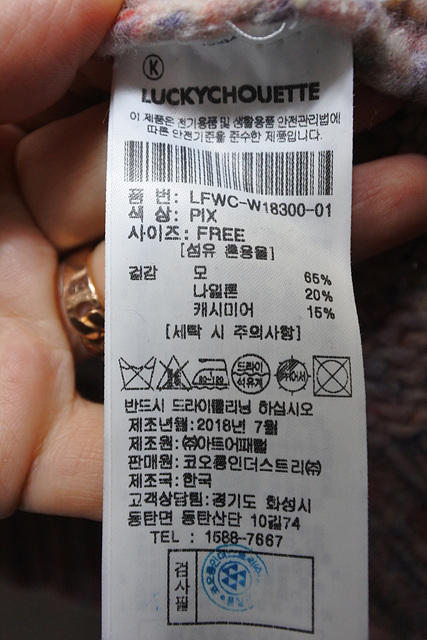 K
LUCKYCHOUETTE
이 제품은 전기용품 및 생활용품 안전관리법에
따른 안전기준을 준수한 제품입니다.
품 번: LFWC-W18300-01
색 상: PIX
사이즈: FREE
[섬유 혼용율]
겉감 모 65%
나일론 20%
캐시미어 15%
[세탁 시 주의사항]
드라이
석유계
반드시 드라이클리닝 하십시오
제조년월:2018년 7월
제조원:㈜아트어패럴
판매원:코오롱인더스트리㈜
제조국:한국
고객상담팀:경기도 화성시
동탄면 동탄산단 10길74
TEL : 1588-7667
검사필